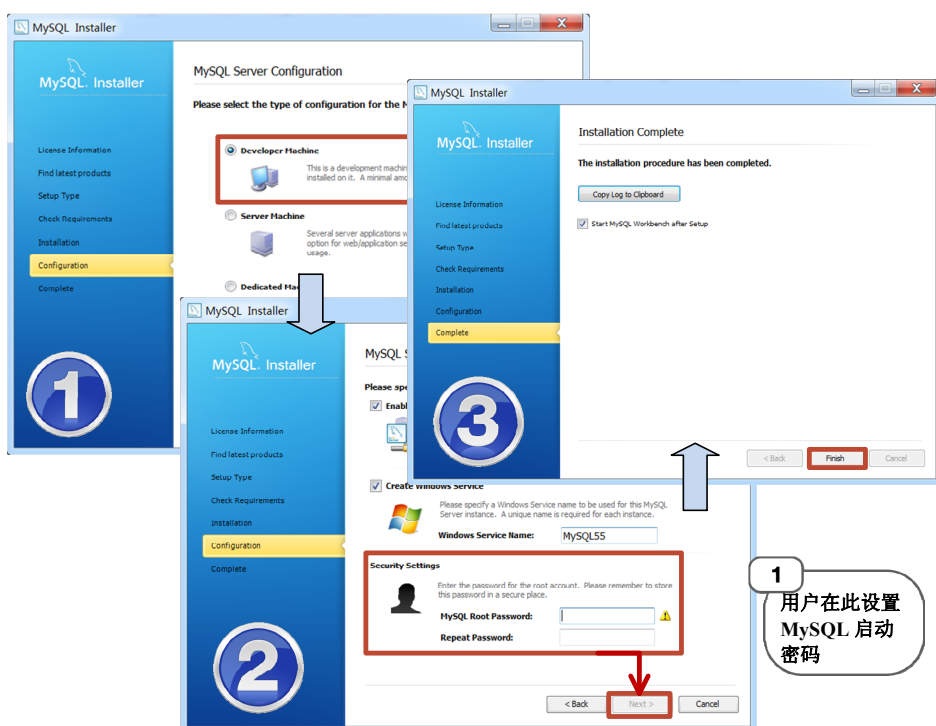 MySQL Installer
MySQL. Installer
License Information
Find latest products
Setup Type
Check Requirements
Installation
Configuration
Complete
MySQL Server Configuration
Please select the type of configuration for the
Developer Machine
This is a development machin
installed on it. A minimal amo
Server Machine
Several server applications w
option for web/application se
usage.
Dedicated Ma
1
MySQL Installer
MySQL. Installer
License Information
Find latest products
Setup Type
Check Requirements
Installation
Configuration
Complete
MySQL
Please spe
Enabl
Create Windows Service
Please specify a Windows Service name to be used for this MySQL
Server instance. A unique name is required for each instance.
Windows Service Name:
MySQL55
Security Settings
Enter the password for the root account. Please remember to store
this password in a secure place.
MySQL Root Password:
Repeat Password:
< Back
Next >
Cancel
2
MySQL Installer
MySQL. Installer
License Information
Find latest products
Setup Type
Check Requirements
Installation
Configuration
Complete
Installation Complete
The installation procedure has been completed.
Copy Log to Clipboard
Start MySQL Workbench after Setup
< Back
Finish
Cancel
3
1
用户在此设置
MySQL 启动
密码